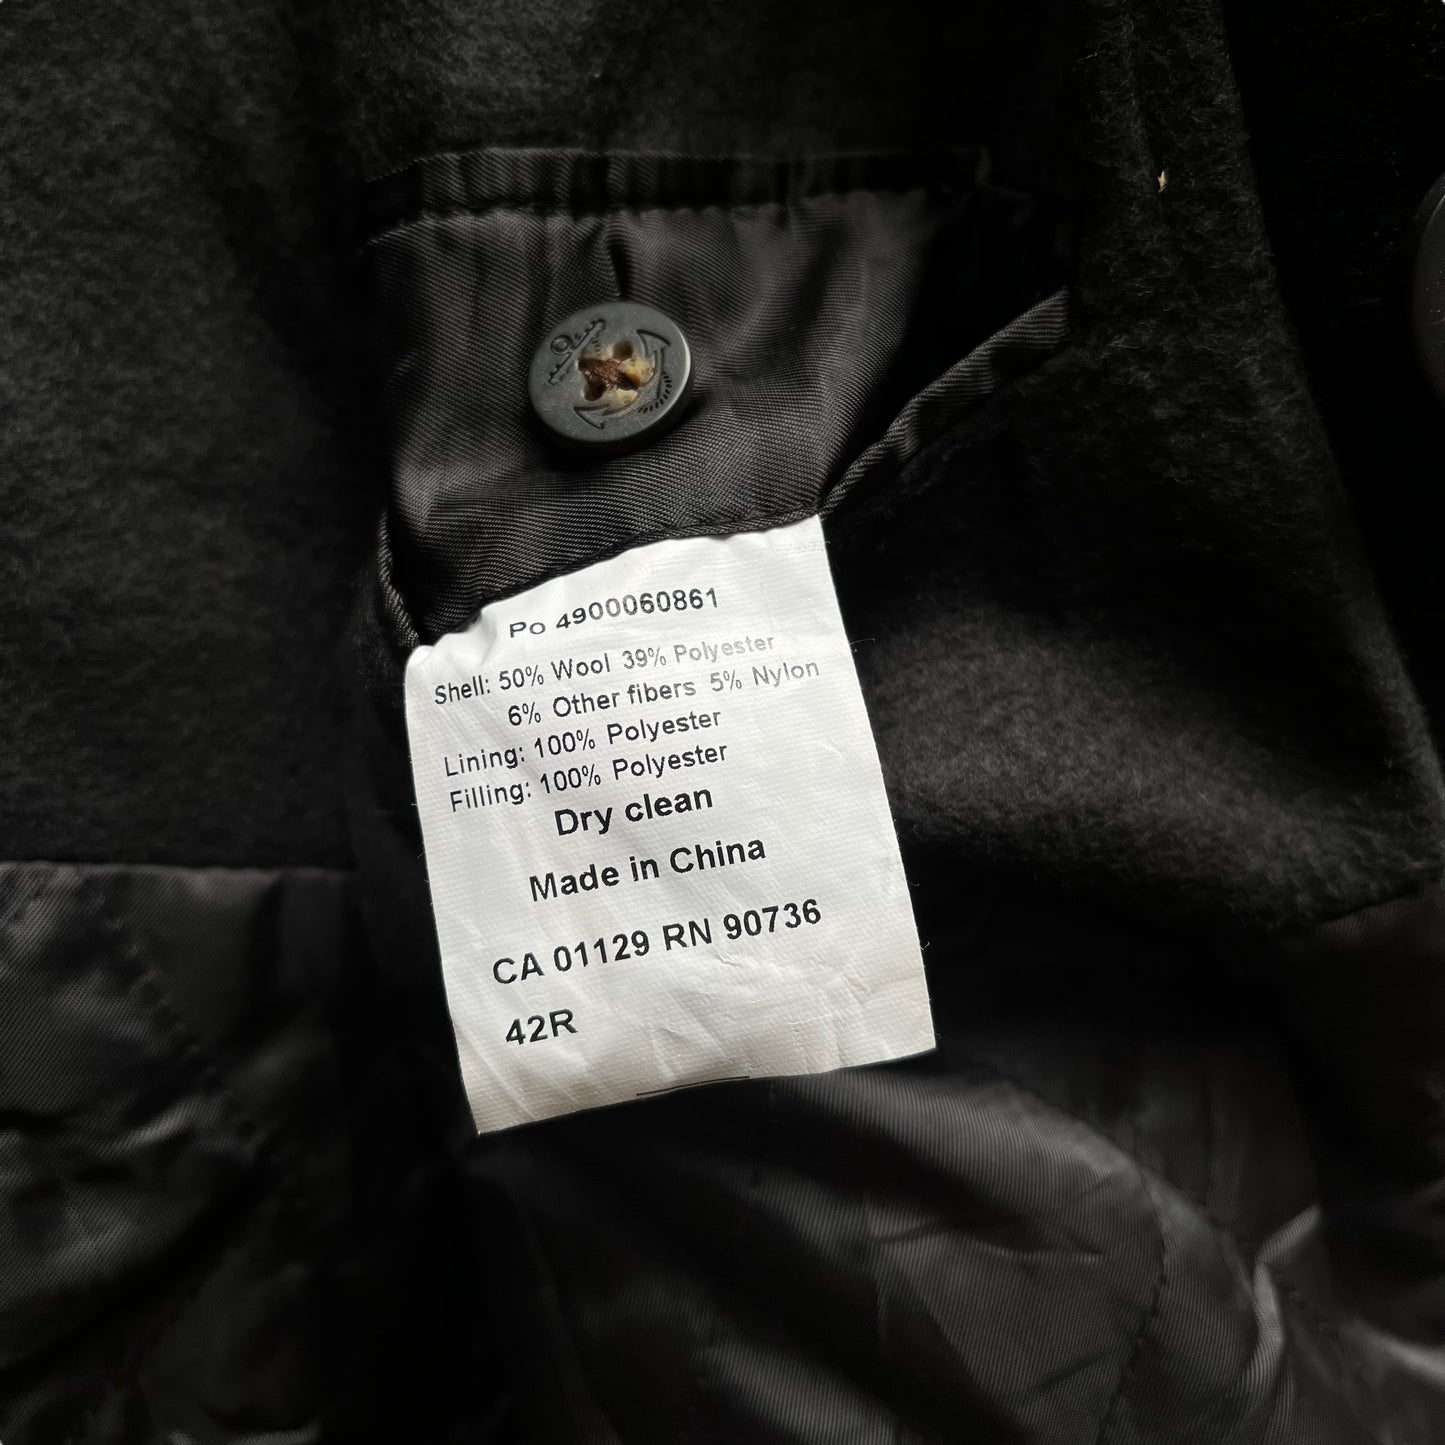 Po 4900060861
Shell: 50% Wool 39% Polyester
6% Other fibers 5% Nylon
Lining: 100% Polyester
Filling: 100% Polyester
Dry clean
Made in China
CA 01129 RN 90736
42R